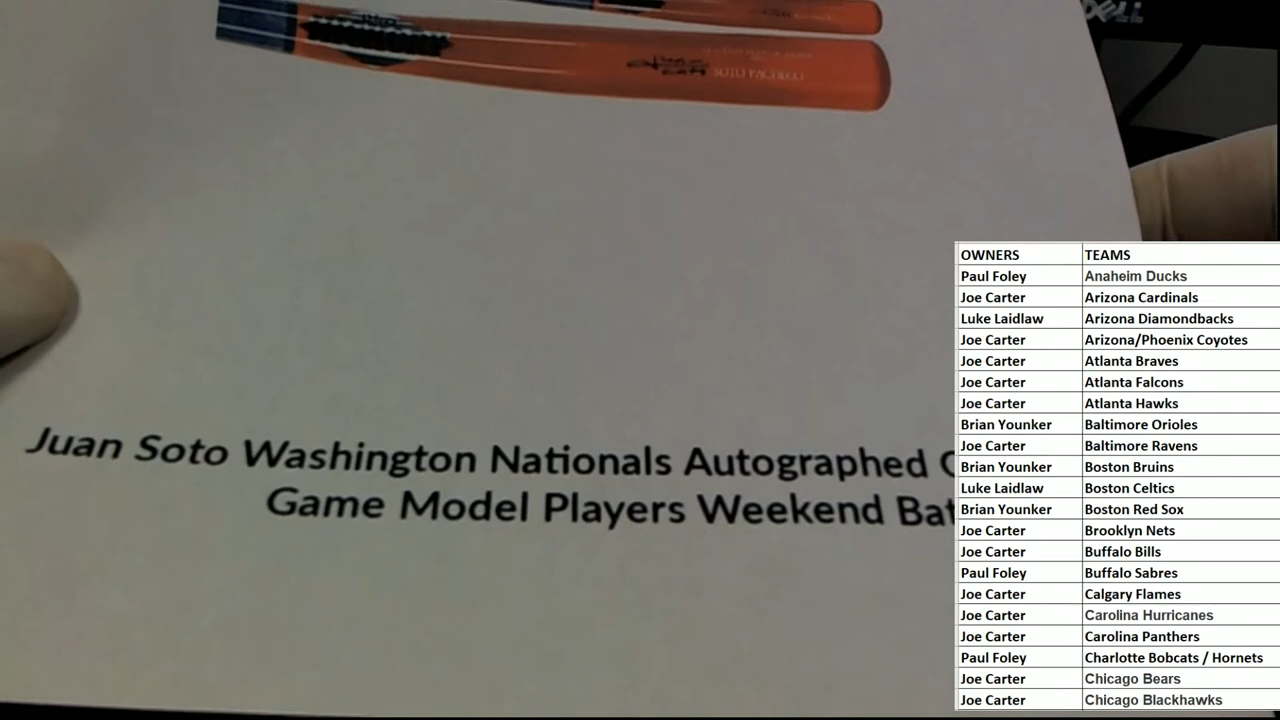 DELL
SOTO PACHECO
Juan Soto Washington Nationals Autographed
Game Model Players Weekend Bat
OWNERS TEAMS
Paul Foley Anaheim Ducks
Joe Carter Arizona Cardinals
Luke Laidlaw Arizona Diamondbacks
Joe Carter Arizona/Phoenix Coyotes
Joe Carter Atlanta Braves
Joe Carter Atlanta Falcons
Joe Carter Atlanta Hawks
Brian Younker Baltimore Orioles
Joe Carter Baltimore Ravens
Brian Younker Boston Bruins
Luke Laidlaw Boston Celtics
Brian Younker Boston Red Sox
Joe Carter Brooklyn Nets
Joe Carter Buffalo Bills
Paul Foley Buffalo Sabres
Joe Carter Calgary Flames
Joe Carter Carolina Hurricanes
Joe Carter Carolina Panthers
Paul Foley Charlotte Bobcats / Hornets
Joe Carter Chicago Bears
Joe Carter Chicago Blackhawks